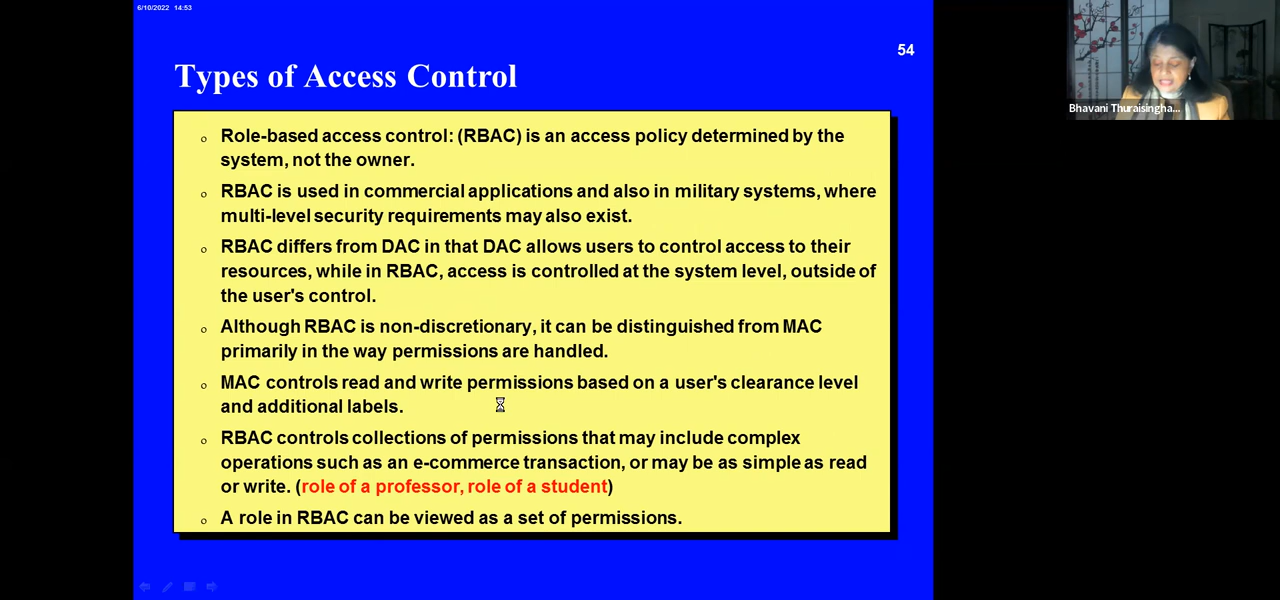 6/10/2022 14:53
54
Types of Access Control
Role-based access control: (RBAC) is an access policy determined by the
system, not the owner.
RBAC is used in commercial applications and also in military systems, where
multi-level security requirements may also exist.
RBAC differs from DAC in that DAC allows users to control access to their
resources, while in RBAC, access is controlled at the system level, outside of
the user's control.
Although RBAC is non-discretionary, it can be distinguished from MAC
primarily in the way permissions are handled.
MAC controls read and write permissions based on a user's clearance level
and additional labels.
RBAC controls collections of permissions that may include complex
operations such as an e-commerce transaction, or may be as simple as read
or write. (role of a professor, role of a student)
A role in RBAC can be viewed as a set of permissions.
Bhavani Thuraisingha...